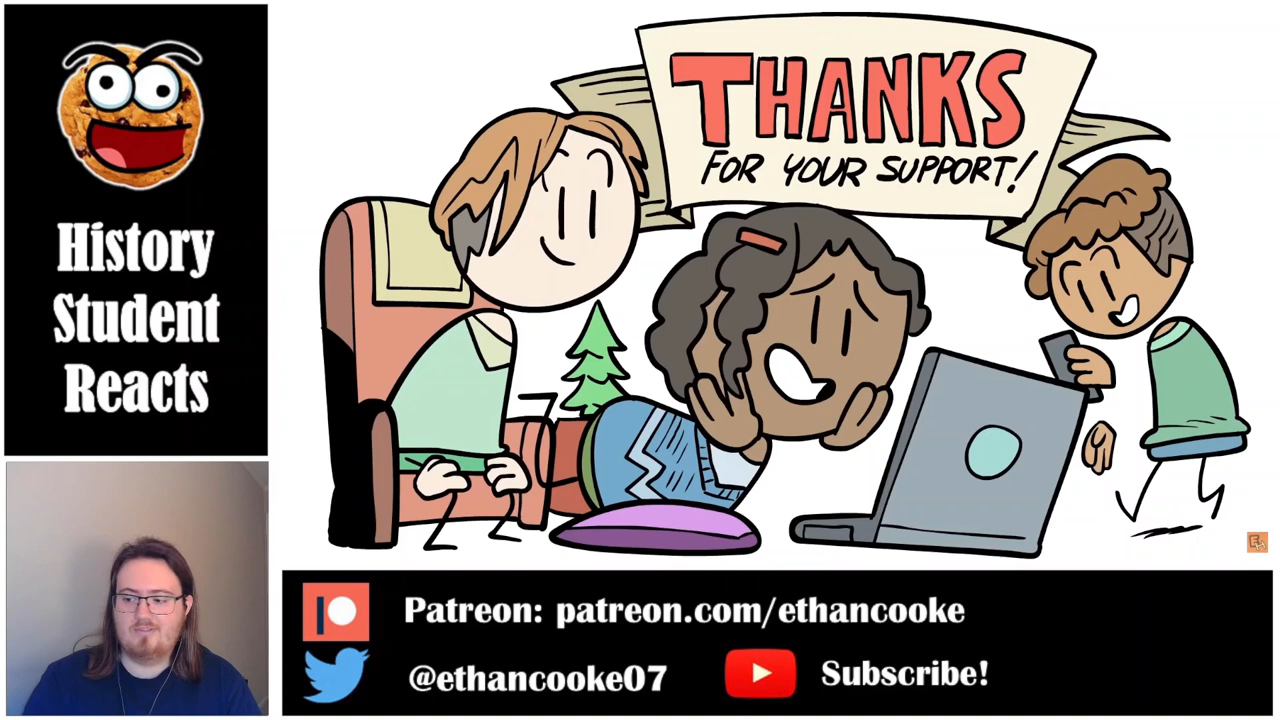 History
Student
Reacts
THANKS
FOR YOUR SUPPORT!
Patreon: patreon.com/ethancooke
@ethancooke07
Subscribe!